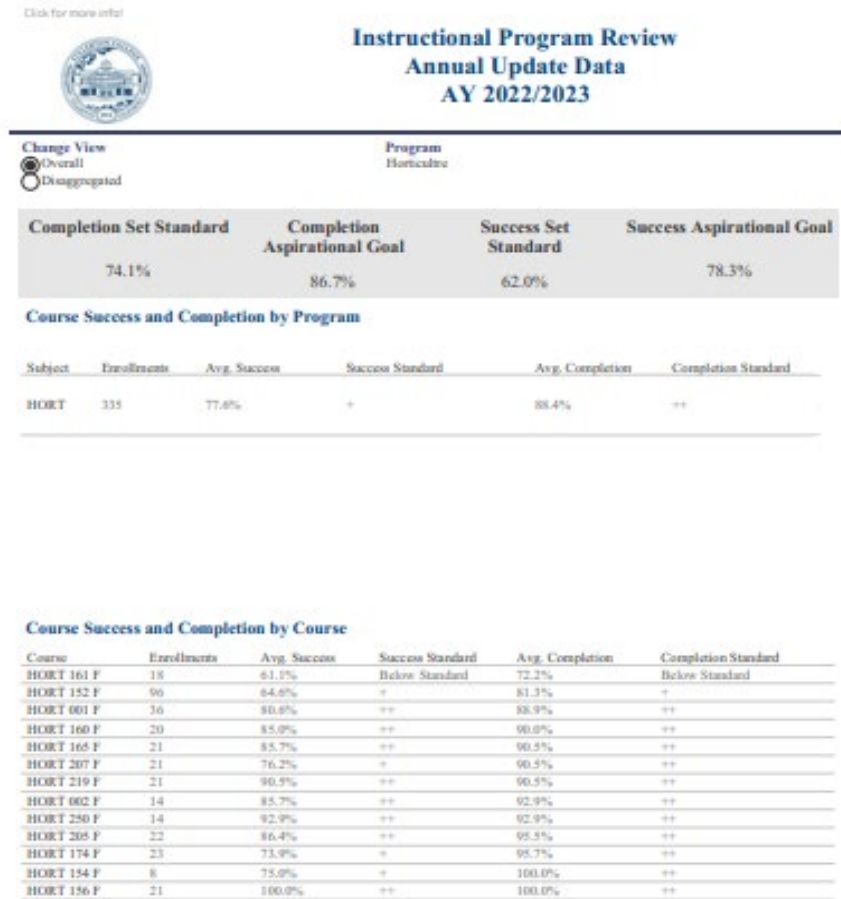 Click for more info!
Instructional Program Review
Annual Update Data
AY 2022/2023
Change View
Overall
Disaggregated
Program
Horticultre
Completion Set Standard
74.1%
Completion
Aspirational Goal
86.7%
Success Set
Standard
62.0%
Success Aspirational Goal
78.3%
Course Success and Completion by Program
Subject Enrollments Avg. Success Success Standard Avg. Completion Completion Standard
HORT 335 77.6% + 88.4% ++
Course Success and Completion by Course
Course Enrollments Avg. Success Success Standard Avg. Completion Completion Standard
HORT 161 F 18 61.1% Below Standard 72.2% Below Standard
HORT 152 F 96 64.6% + 81.3% +
HORT 001 F 36 80.6% ++ 88.9% ++
HORT 160 F 20 85.0% ++ 90.0% ++
HORT 165 F 21 85.7% ++ 90.5% ++
HORT 207 F 21 76.2% + 90.5% ++
HORT 219 F 21 90.5% ++ 90.5% ++
HORT 002 F 14 85.7% ++ 92.9% ++
HORT 250 F 14 92.9% ++ 92.9% ++
HORT 205 F 22 86.4% ++ 95.5% ++
HORT 174 F 23 73.9% + 95.7% ++
HORT 154 F 8 75.0% + 100.0% ++
HORT 156 F 21 100.0% ++ 100.0% ++